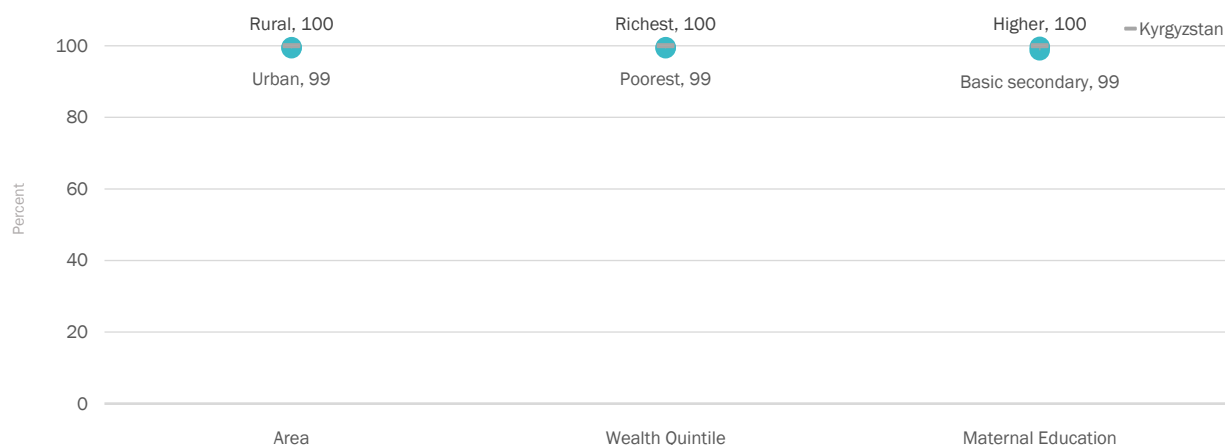 Rural, 100
Richest, 100
Higher, 100
Kyrgyzstan
100
Urban, 99
Poorest, 99
Basic secondary, 99
80
60
Percent
40
20
0
Area
Wealth Quintile
Maternal Education